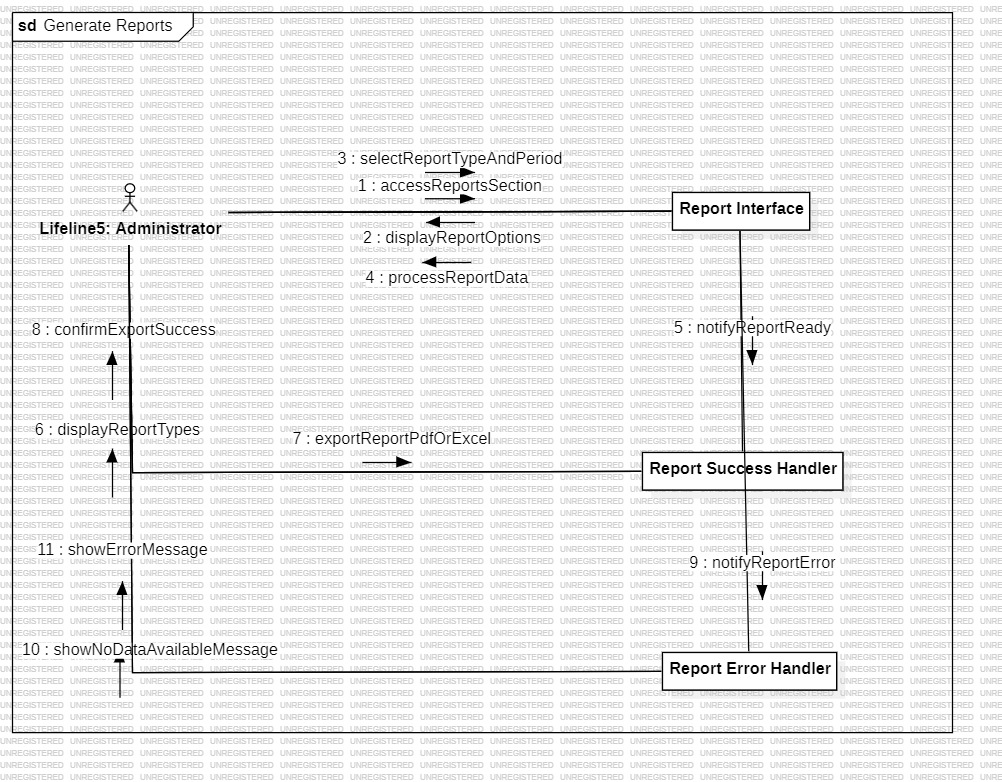 sd Generate Reports
3 : selectReportTypeAndPeriod
1 : accessReportsSection
Lifeline5: Administrator
Report Interface
2 : displayReportOptions
4 : processReportData
8 : confirmExportSuccess
5 : notifyReportReady
6 : displayReportTypes
7 : exportReportPdfOrExcel
Report Success Handler
11 : showErrorMessage
9 : notifyReportError
10 : showNoDataAvailableMessage
Report Error Handler
UNREGISTERED